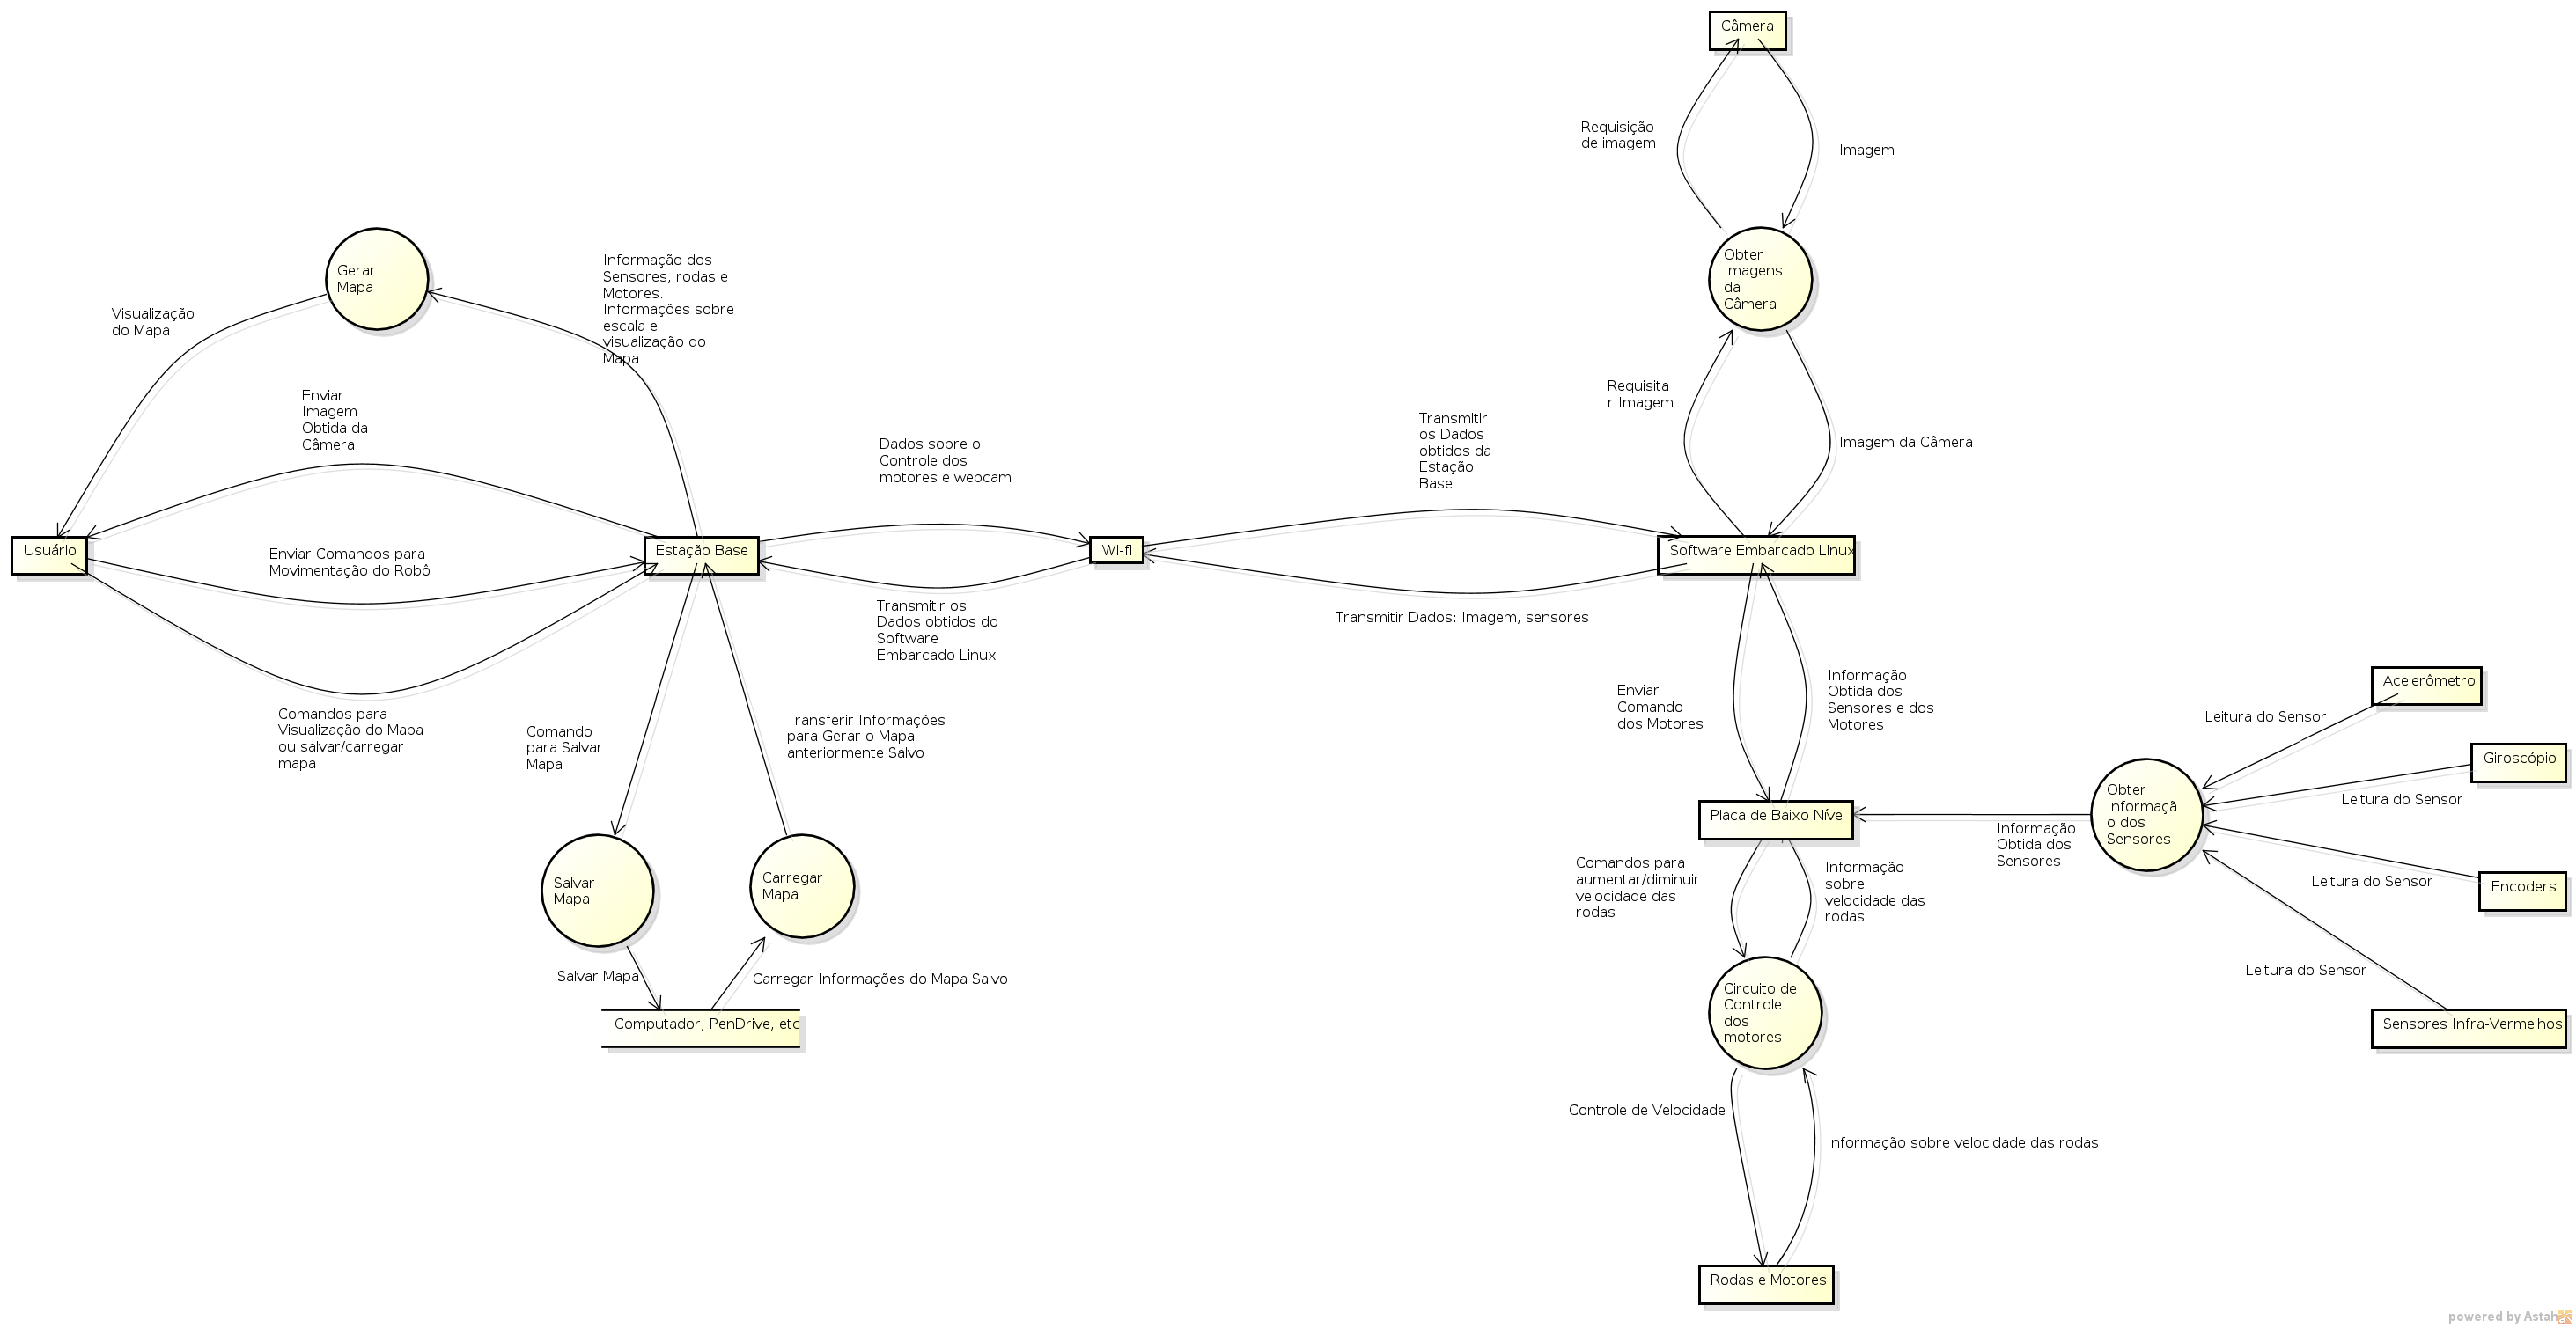 Câmera
Requisição
de imagem
Imagem
Obter
Imagens
da
Câmera
Gerar
Mapa
Informação dos
Sensores, rodas e
Motores.
Informações sobre
escala e
visualização do
Mapa
Visualização
do Mapa
Enviar
Imagem
Obtida da
Câmera
Requisita
r Imagem
Imagem da Câmera
Dados sobre o
Controle dos
motores e webcam
Transmitir
os Dados
obtidos da
Estação
Base
Usuário
Enviar Comandos para
Movimentação do Robô
Estação Base
Wi-fi
Software Embarcado Linux
Transmitir os
Dados obtidos do
Software
Embarcado Linux
Transmitir Dados: Imagem, sensores
Comandos para
Visualização do Mapa
ou salvar/carregar
mapa
Comando
para Salvar
Mapa
Transferir Informações
para Gerar o Mapa
anteriormente Salvo
Enviar
Comando
dos Motores
Informação
Obtida dos
Sensores e dos
Motores
Acelerômetro
Leitura do Sensor
Giroscópio
Leitura do Sensor
Obter
Informaçã
o dos
Sensores
Placa de Baixo Nível
Informação
Obtida dos
Sensores
Encoders
Leitura do Sensor
Leitura do Sensor
Sensores Infra-Vermelhos
Comandos para
aumentar/diminuir
velocidade das
rodas
Informação
sobre
velocidade das
rodas
Salvar
Mapa
Carregar
Mapa
Salvar Mapa
Carregar Informações do Mapa Salvo
Computador, PenDrive, etc
Circuito de
Controle
dos
motores
Controle de Velocidade
Informação sobre velocidade das rodas
Rodas e Motores
powered by Astah